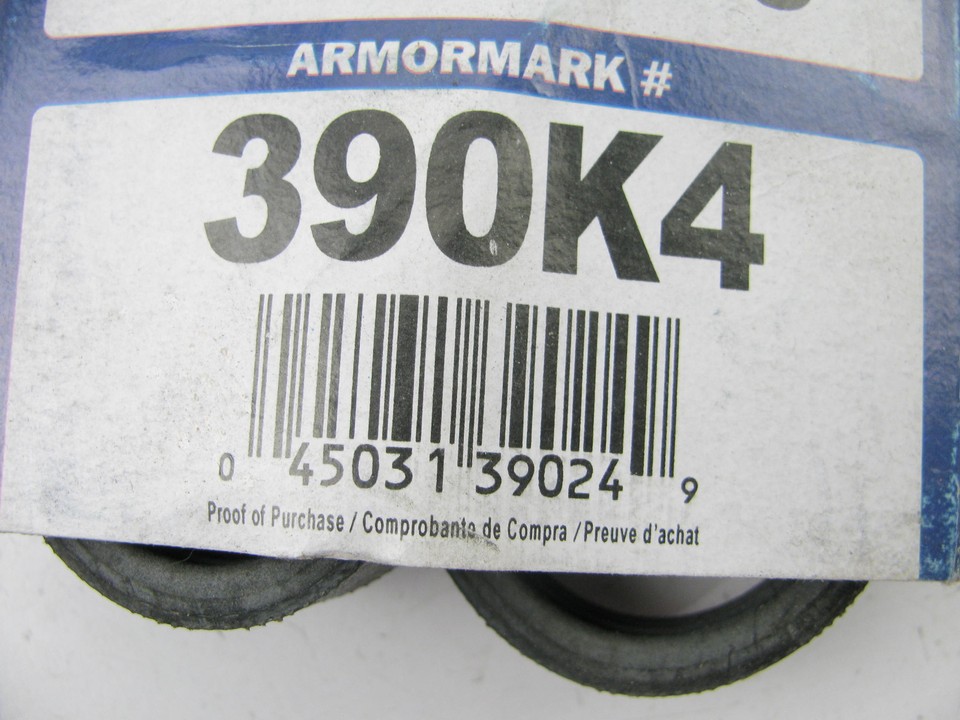 ARMORMARK #
390K4
0 45031 39024 9
Proof of Purchase / Comprobante de Compra / Preuve d'achat